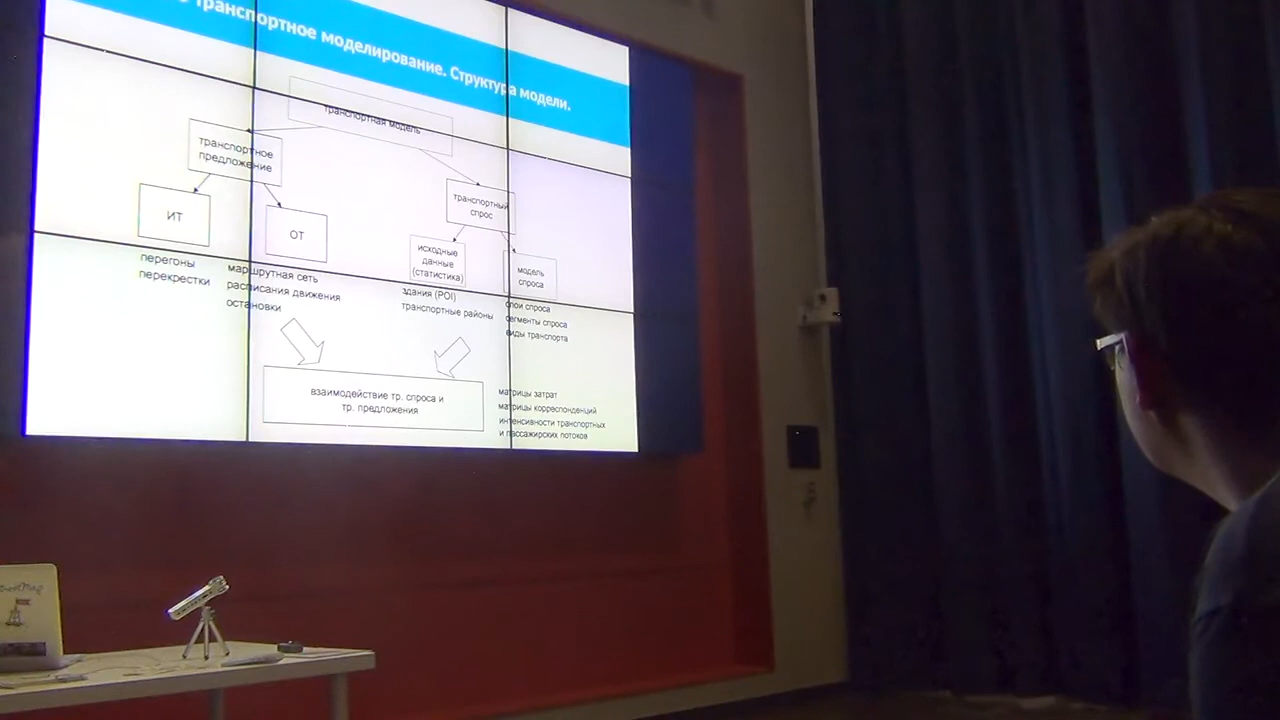 транспортное моделирование. Структура модели.
транспортная модель
транспортное
предложение
транспортный
спрос
ИТ
ОТ
исходные
данные
(статистика)
модель
спроса
перегоны
перекрестки
маршрутная сеть
расписания движения
остановки
здания (POI)
транспортные районы
слои спроса
сегменты спроса
виды транспорта
взаимодействие тр. спроса и
тр. предложения
матрицы затрат
матрицы корреспонденций
интенсивности транспортных
и пассажирских потоков